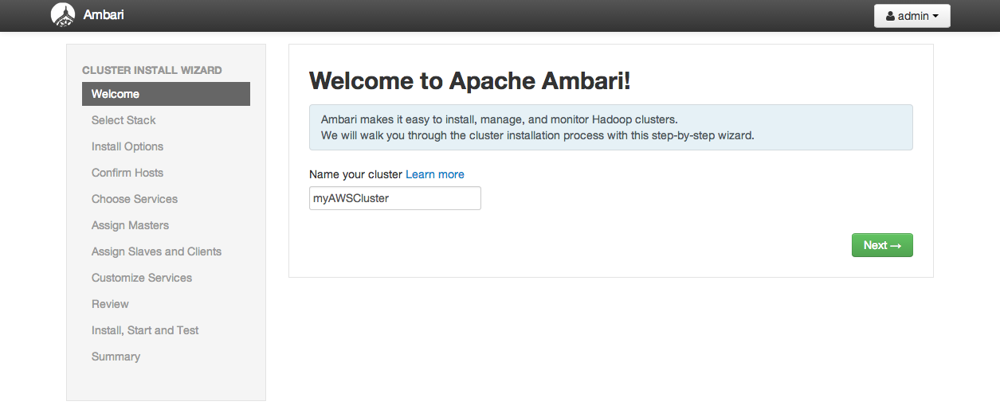 Ambari
admin
CLUSTER INSTALL WIZARD
Welcome
Select Stack
Install Options
Confirm Hosts
Choose Services
Assign Masters
Assign Slaves and Clients
Customize Services
Review
Install, Start and Test
Summary
Welcome to Apache Ambari!
Ambari makes it easy to install, manage, and monitor Hadoop clusters.
We will walk you through the cluster installation process with this step-by-step wizard.
Name your cluster Learn more
myAWSCluster
Next →